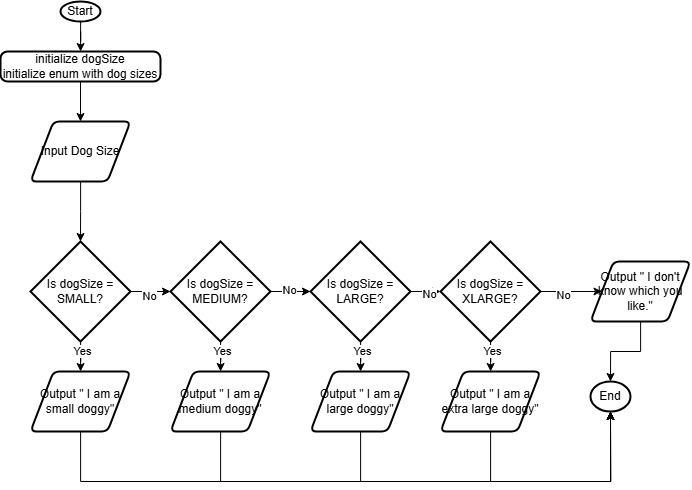 Start
initialize dogSize
initialize enum with dog sizes
Input Dog Size
Is dogSize =
SMALL?
No
Is dogSize =
MEDIUM?
No
Is dogSize =
LARGE?
No
Is dogSize =
XLARGE?
No
Output " I don't
know which you
like."
Yes
Yes
Yes
Yes
Output " I am a
small doggy"
Output " I am a
medium doggy"
Output " I am a
large doggy"
Output " I am a
extra large doggy"
End